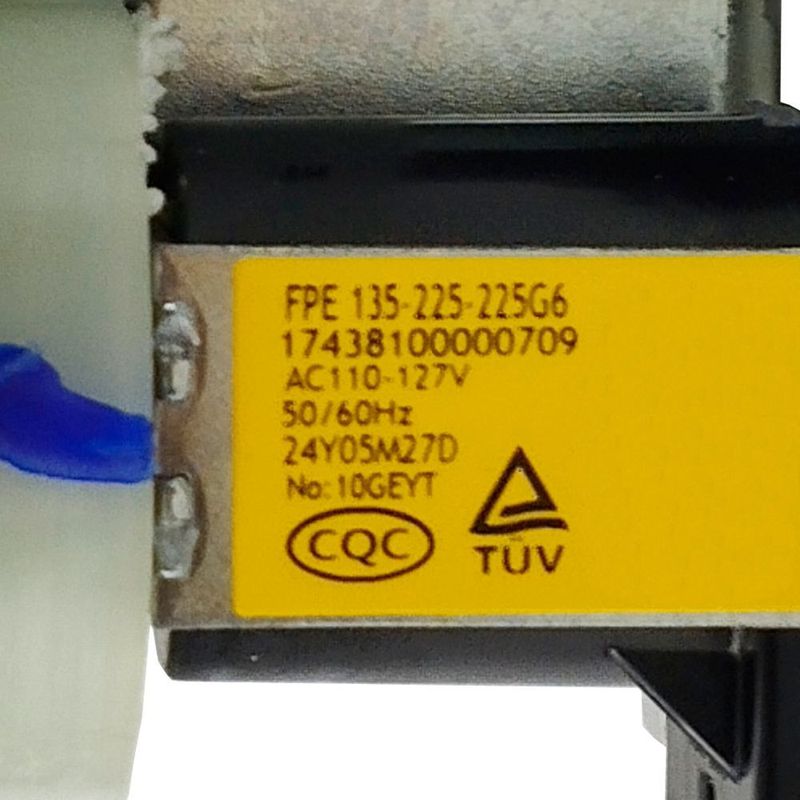 FPE 135-225-225G6
17438100000709
AC110-127V
50/60Hz
24Y05M27D
No:10GEYT
CQC
TÜV